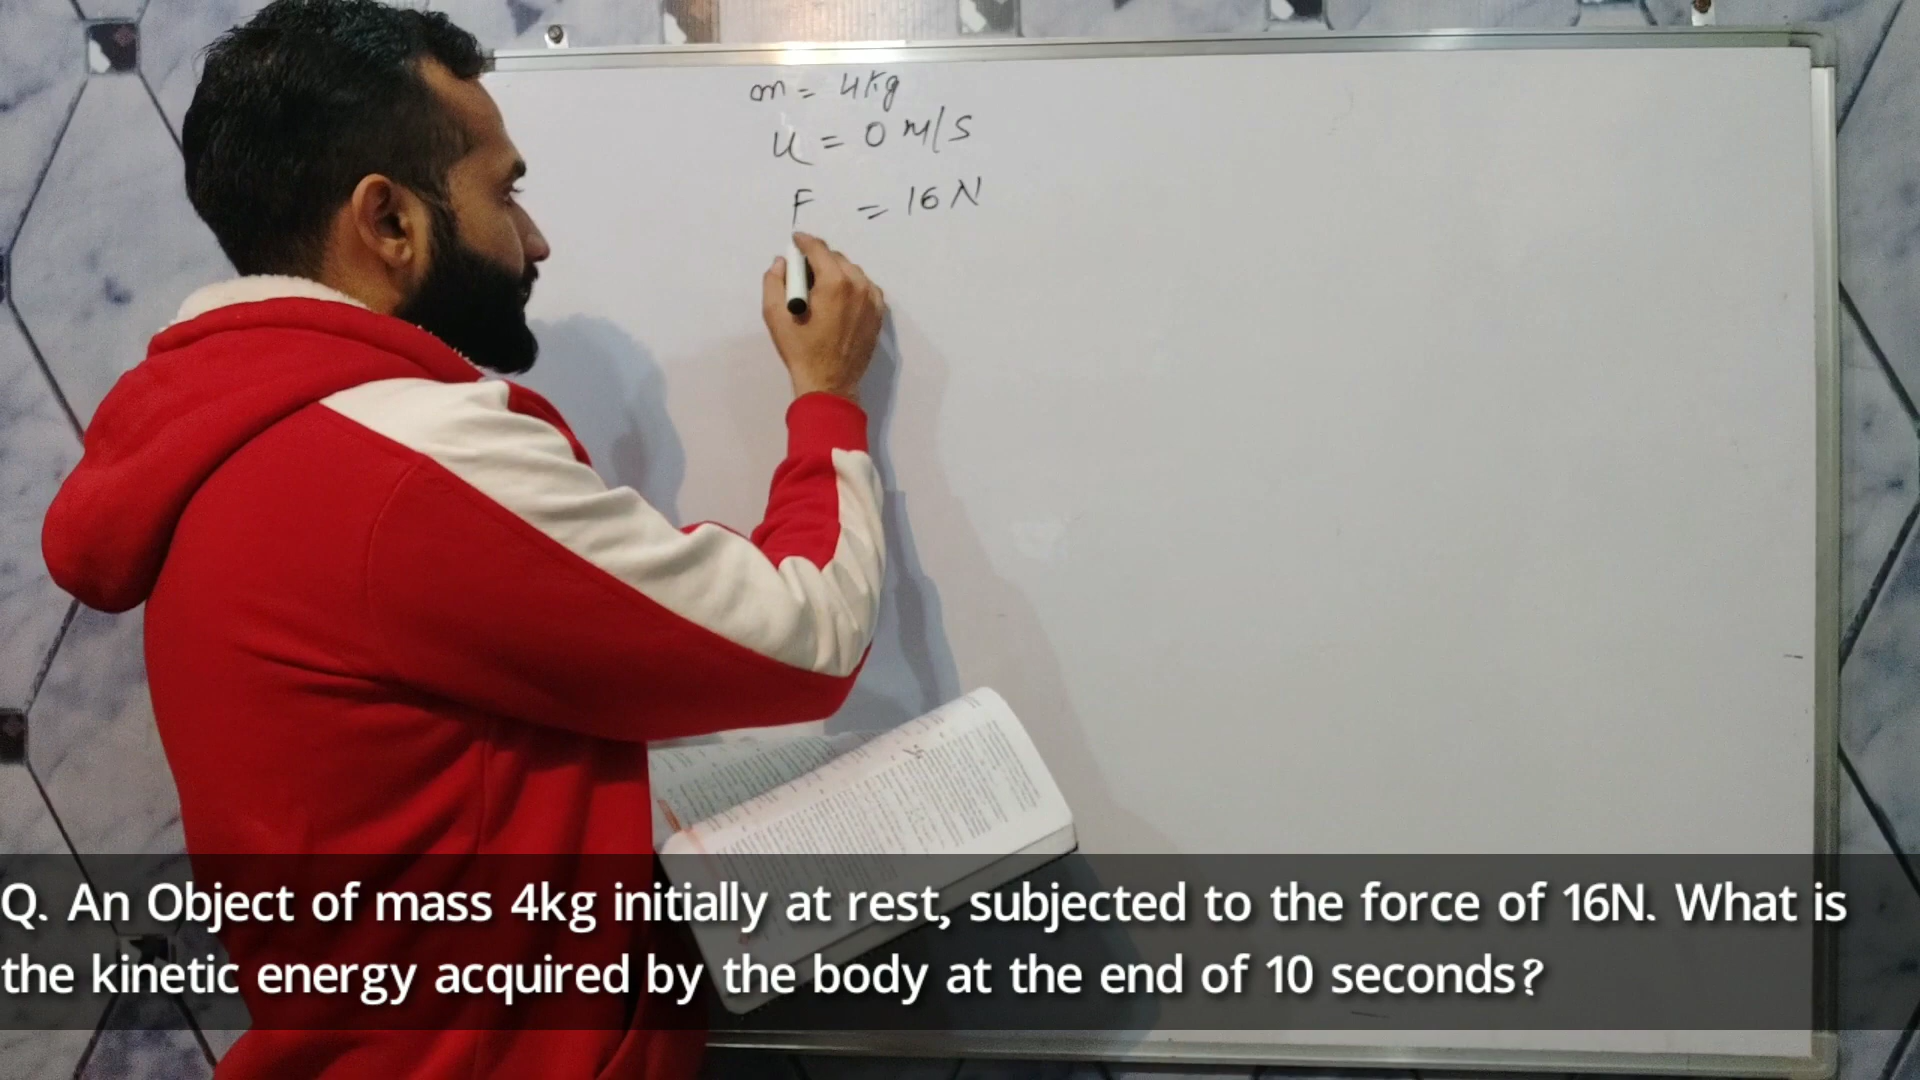 m = 4kg
u = 0 m/s
F = 16 N
Q. An Object of mass 4kg initially at rest, subjected to the force of 16N. What is
the kinetic energy acquired by the body at the end of 10 seconds?